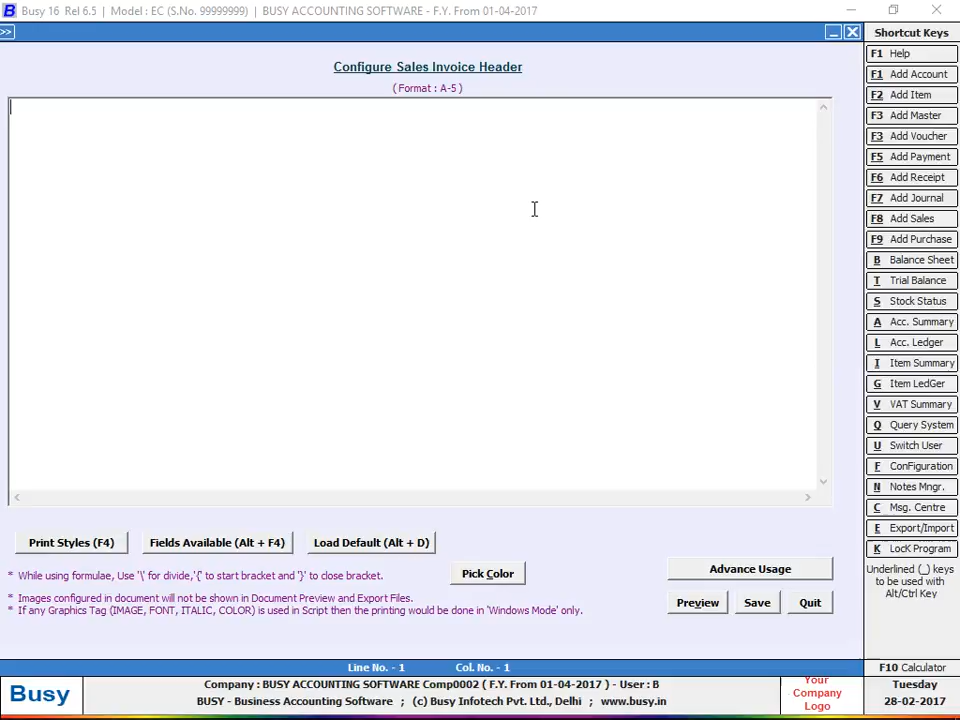 Busy 16 Rel 6.5 | Model : EC (S.No. 99999999) | BUSY ACCOUNTING SOFTWARE - F.Y. From 01-04-2017
>>
Configure Sales Invoice Header
( Format : A-5 )
Print Styles (F4)
Fields Available (Alt + F4)
Load Default (Alt + D)
Pick Color
* While using formulae, Use '\' for divide,'{' to start bracket and '}' to close bracket.
* Images configured in document will not be shown in Document Preview and Export Files.
* If any Graphics Tag (IMAGE, FONT, ITALIC, COLOR) is used in Script then the printing would be done in 'Windows Mode' only.
Advance Usage
Preview
Save
Quit
Line No. - 1
Col. No. - 1
Shortcut Keys
F1 Help
F1 Add Account
F2 Add Item
F3 Add Master
F3 Add Voucher
F5 Add Payment
F6 Add Receipt
F7 Add Journal
F8 Add Sales
F9 Add Purchase
B Balance Sheet
T Trial Balance
S Stock Status
A Acc. Summary
L Acc. Ledger
I Item Summary
G Item LedGer
V VAT Summary
Q Query System
U Switch User
F ConFiguration
N Notes Mngr.
C Msg. Centre
E Export/Import
K LocK Program
Underlined (_) keys
to be used with
Alt/Ctrl Key
F10 Calculator
Busy
Company : BUSY ACCOUNTING SOFTWARE Comp0002 ( F.Y. From 01-04-2017 ) - User : B
BUSY - Business Accounting Software ; (c) Busy Infotech Pvt. Ltd., Delhi ; www.busy.in
Your
Company
Logo
Tuesday
28-02-2017